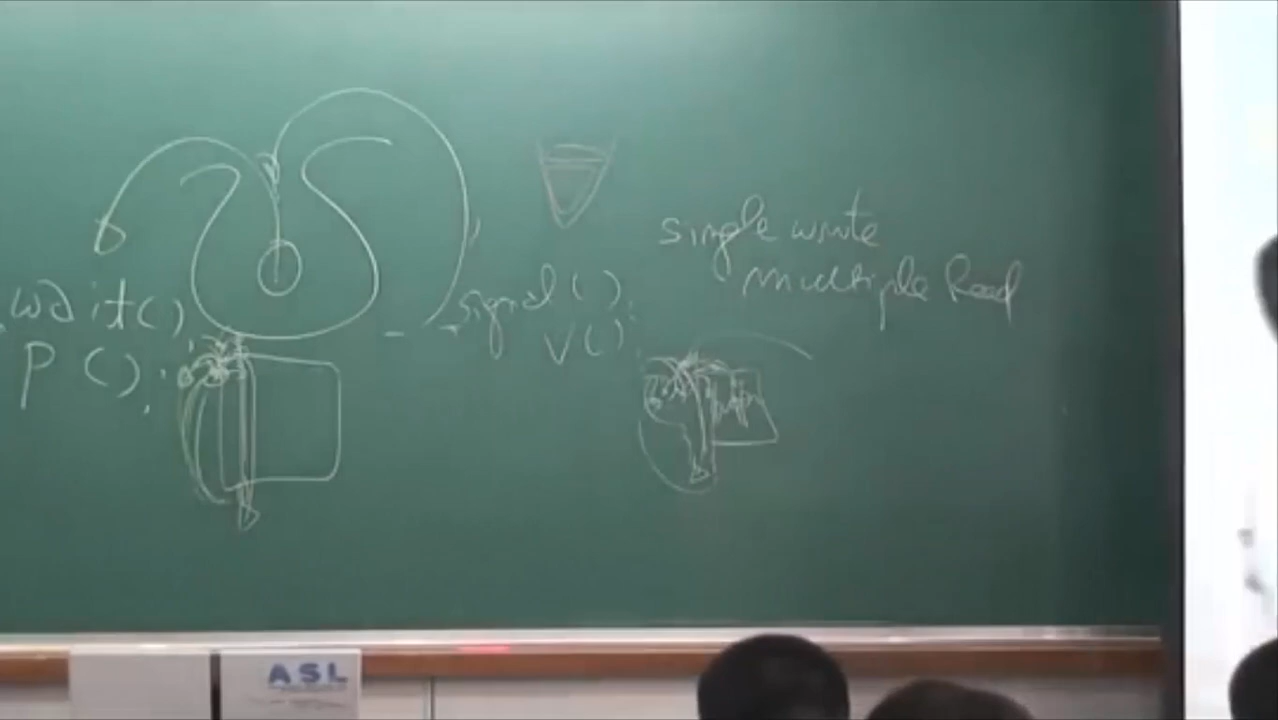 wait();
P();
signal();
V();
single write
multiple Read
ASL